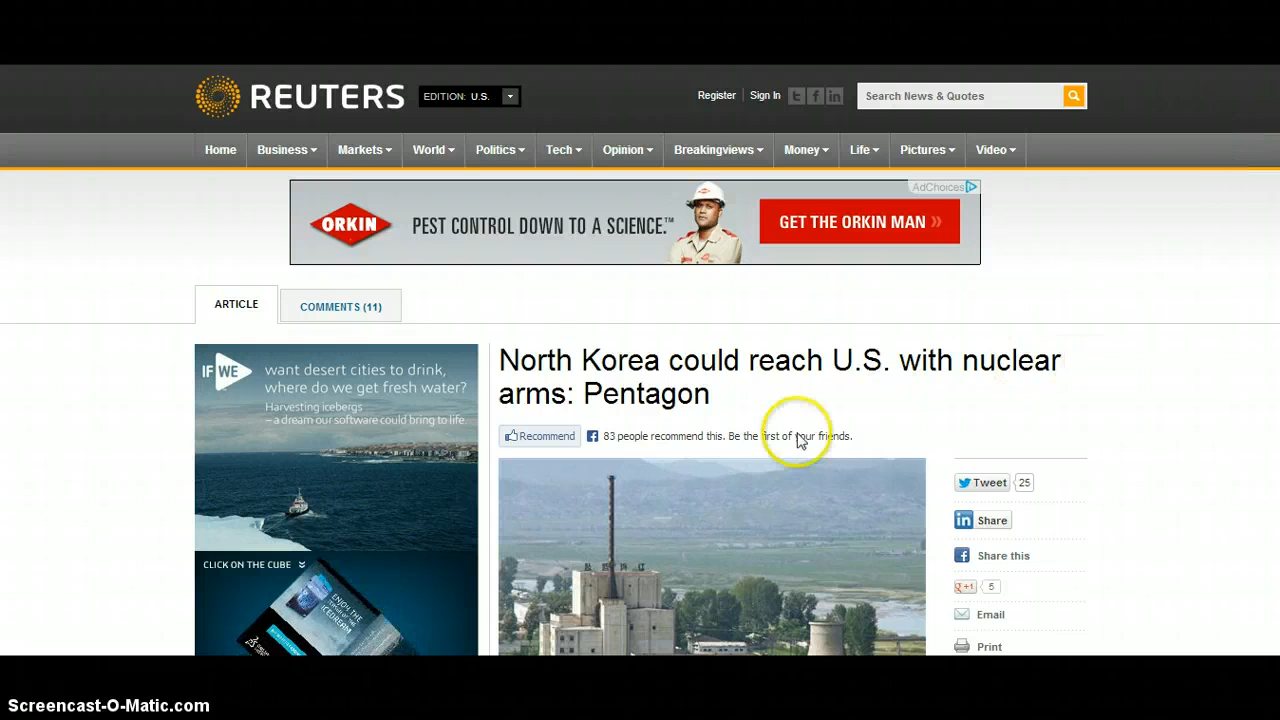 REUTERS
EDITION: U.S.
Register
Sign In
Search News & Quotes
Home
Business
Markets
World
Politics
Tech
Opinion
Breakingviews
Money
Life
Pictures
Video
AdChoices
ORKIN
PEST CONTROL DOWN TO A SCIENCE.™
GET THE ORKIN MAN »
ARTICLE
COMMENTS (11)
IF WE
want desert cities to drink,
where do we get fresh water?
Harvesting icebergs
– a dream our software could bring to life.
CLICK ON THE CUBE
ENJOY THE
ICEDREAM
North Korea could reach U.S. with nuclear
arms: Pentagon
Recommend
83 people recommend this. Be the first of your friends.
Tweet
25
Share
Share this
+1
5
Email
Print
Screencast-O-Matic.com